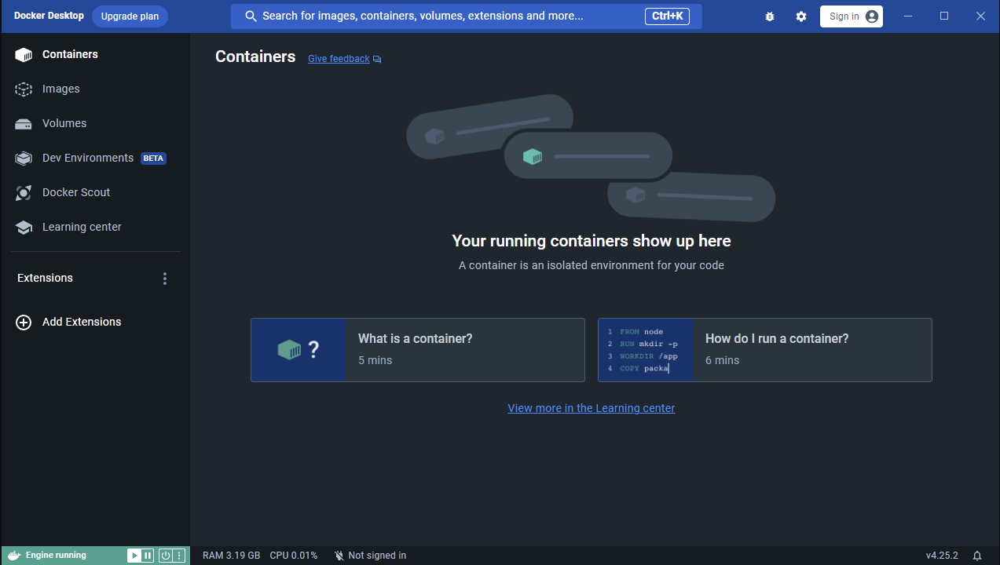 Docker Desktop
Upgrade plan
Search for images, containers, volumes, extensions and more...
Ctrl+K
Sign in
Containers
Images
Volumes
Dev Environments BETA
Docker Scout
Learning center
Extensions
Add Extensions
Containers
Give feedback
Your running containers show up here
A container is an isolated environment for your code
?
What is a container?
5 mins
1 FROM node
2 RUN mkdir -p
3 WORKDIR /app
4 COPY packa
How do I run a container?
6 mins
View more in the Learning center
Engine running
RAM 3.19 GB CPU 0.01%
Not signed in
v4.25.2